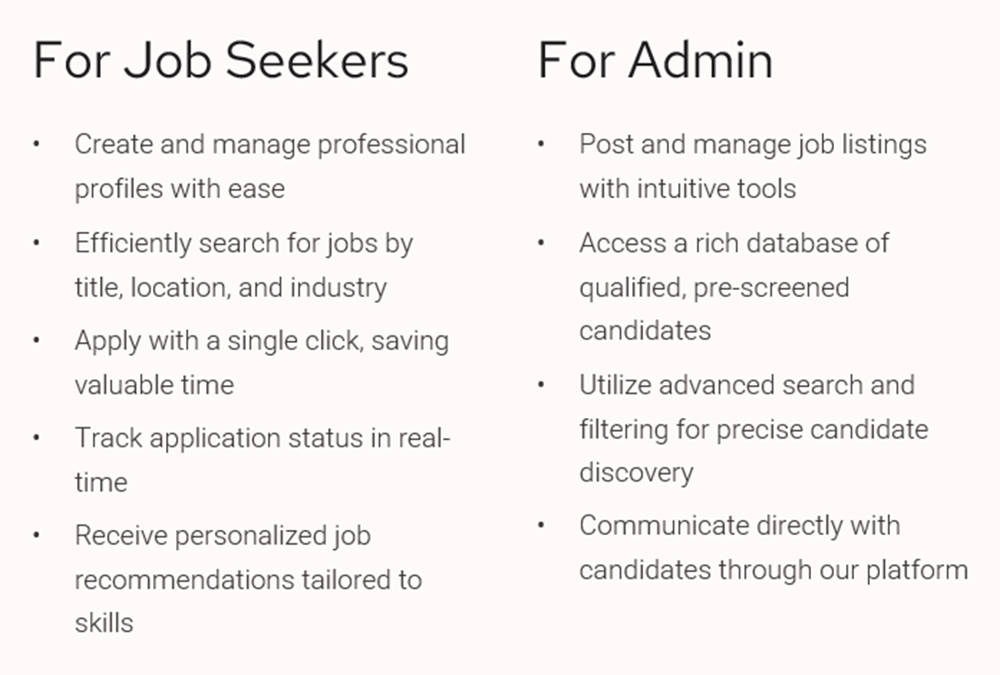 For Job Seekers
• Create and manage professional
profiles with ease
• Efficiently search for jobs by
title, location, and industry
• Apply with a single click, saving
valuable time
• Track application status in real-
time
• Receive personalized job
recommendations tailored to
skills
For Admin
• Post and manage job listings
with intuitive tools
• Access a rich database of
qualified, pre-screened
candidates
• Utilize advanced search and
filtering for precise candidate
discovery
• Communicate directly with
candidates through our platform